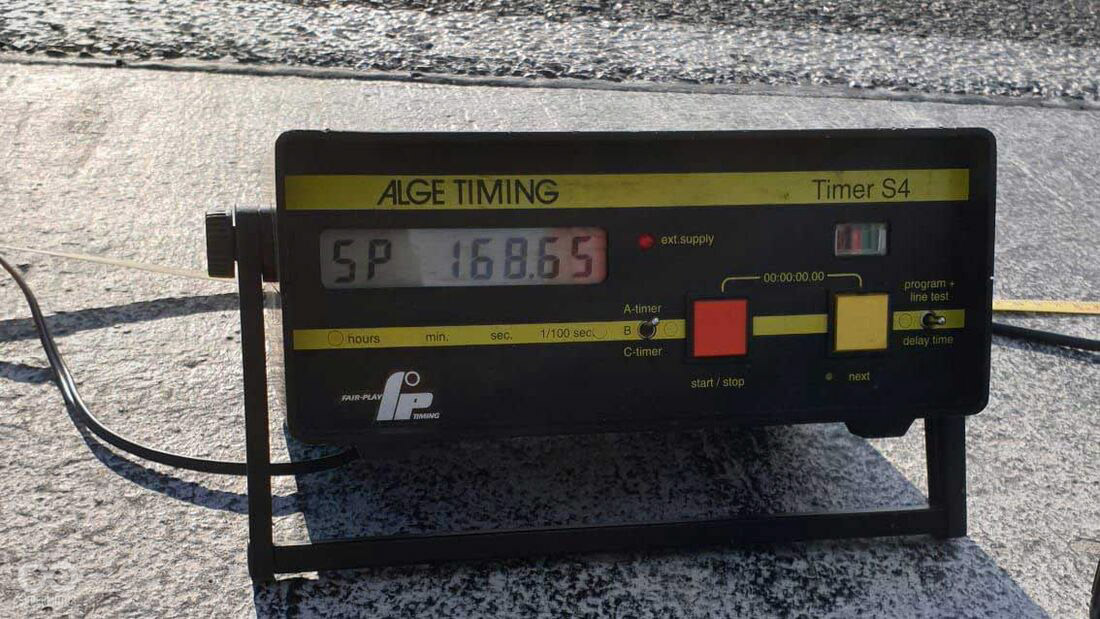 ALGE TIMING
Timer S4
SP 168.65
ext.supply
00:00:00.00
program +
line test
A-timer
hours min. sec. 1/100 sec.
B
C-timer
delay time
start / stop
next
FAIR-PLAY
fp
TIMING